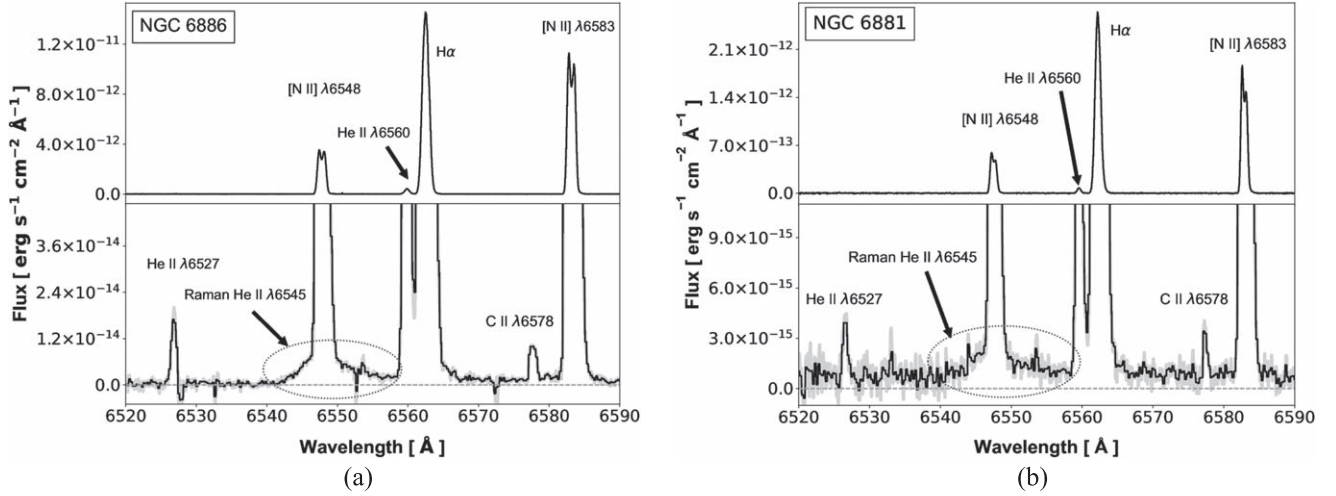 NGC 6886
[N II] λ6583
Hα
[N II] λ6548
He II λ6560
1.2×10⁻¹¹
8.0×10⁻¹²
4.0×10⁻¹²
0.0
Flux [ erg s⁻¹ cm⁻² Å⁻¹ ]
He II λ6527
Raman He II λ6545
C II λ6578
3.6×10⁻¹⁴
2.4×10⁻¹⁴
1.2×10⁻¹⁴
0.0
6520 6530 6540 6550 6560 6570 6580 6590
Wavelength [ Å ]
(a)
NGC 6881
[N II] λ6583
Hα
He II λ6560
[N II] λ6548
2.1×10⁻¹²
1.4×10⁻¹²
7.0×10⁻¹³
0.0
Flux [ erg s⁻¹ cm⁻² Å⁻¹ ]
Raman He II λ6545
He II λ6527
C II λ6578
9.0×10⁻¹⁵
6.0×10⁻¹⁵
3.0×10⁻¹⁵
0.0
6520 6530 6540 6550 6560 6570 6580 6590
Wavelength [ Å ]
(b)